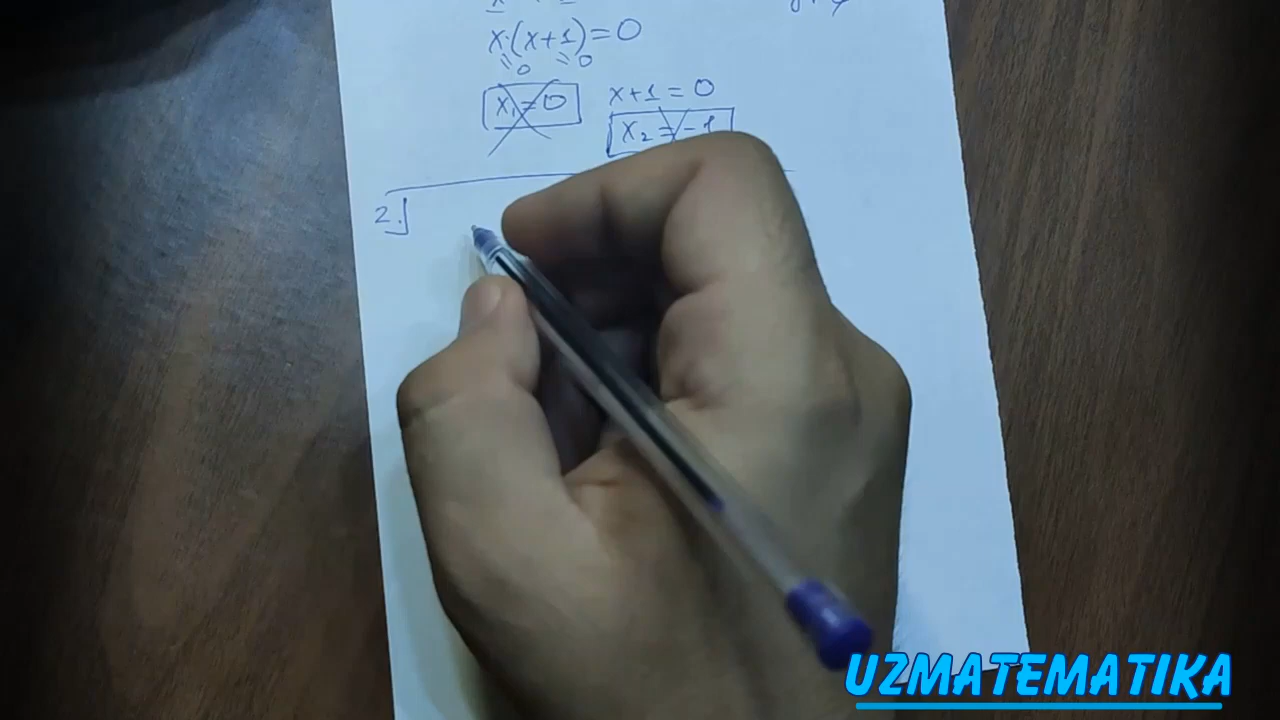 x·(x+1)=0
=0 =0
x₁=0 x+1=0
x₂=-1
2.
UZMATEMATIKA